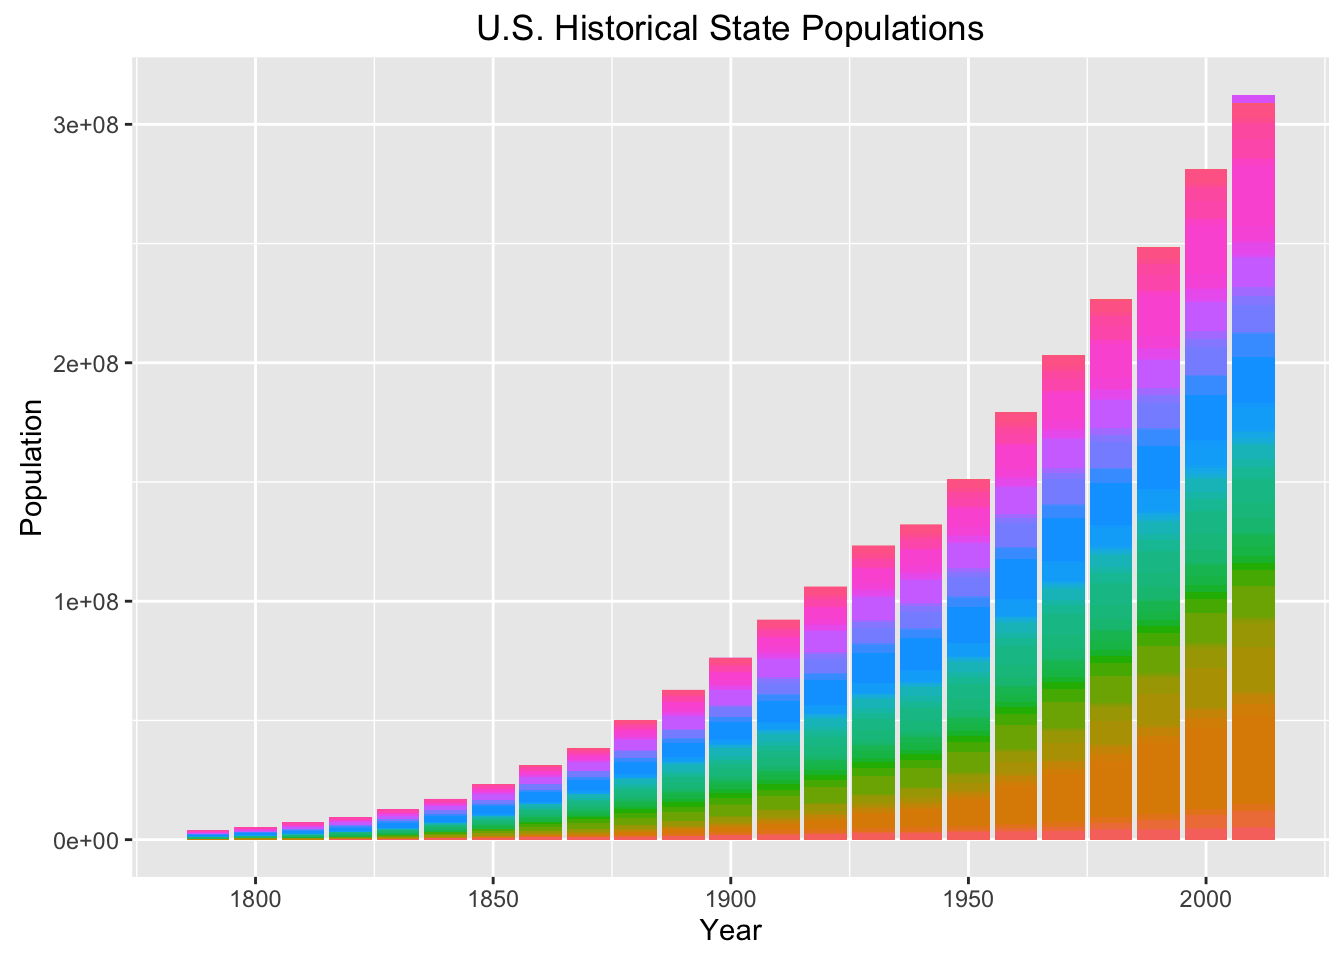 U.S. Historical State Populations
3e+08
2e+08
1e+08
0e+00
Population
1800
1850
1900
1950
2000
Year